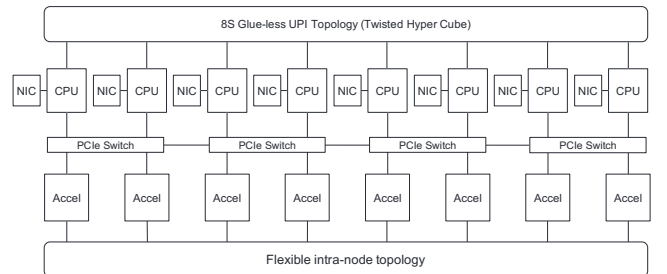 8S Glue-less UPI Topology (Twisted Hyper Cube)
NIC CPU NIC CPU NIC CPU NIC CPU NIC CPU NIC CPU NIC CPU NIC CPU
PCIe Switch PCIe Switch PCIe Switch PCIe Switch
Accel Accel Accel Accel Accel Accel Accel Accel
Flexible intra-node topology